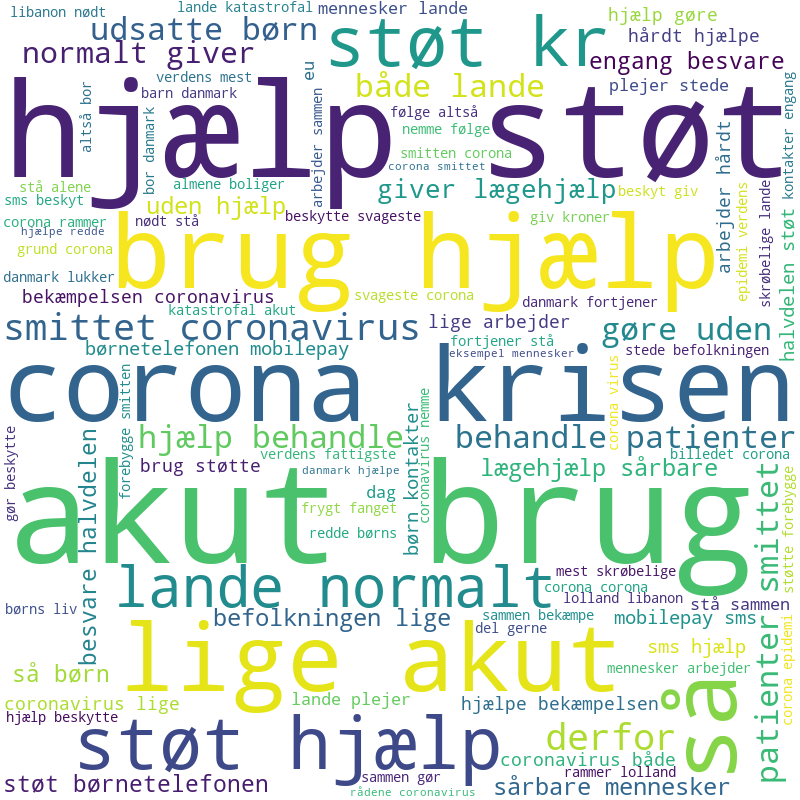 libanon nødt
lande katastrofal
mennesker lande
hjælp gøre
udsatte børn
støt kr
hårdt hjælpe
normalt giver
engang besvare
verdens mest
både lande
plejer stede
barn danmark
hjælp støt
altså bor
bor danmark
arbejder sammen
eu
følge altså
nemme følge
smitten corona
corona smittet
stå alene
almene boliger
giver lægehjælp
beskyt giv
arbejder hårdt
epidemi verdens
skrøbelige lande
kontakter engang
halvdelen støt
sms beskyt
uden hjælp
beskytte svageste
giv kroner
corona rammer
nødt stå
hjælpe redde
brug hjælp
grund corona
danmark lukker
svageste corona
bekæmpelsen coronavirus
danmark fortjener
katastrofal akut
smittet coronavirus
lige arbejder
gøre uden
børnetelefonen mobilepay
fortjener stå
eksempel mennesker
stede befolkningen
corona krisen
corona virus
hjælp behandle
behandle patienter
forebygge smitten
besvare halvdelen
gør beskytte
børn kontakter
coronavirus nemme
verdens fattigste
billedet corona
brug støtte
danmark hjælpe
lægehjælp sårbare
akut brug
dag
frygt fanget
redde børns
patienter smittet
støtte forebygge
lande normalt
mest skrøbelige
corona corona
lolland libanon
stå sammen
børns liv
befolkningen lige
sammen bekæmpe
mobilepay sms
del gerne
lige akut
sms hjælp
corona epidemi
så børn
mennesker arbejder
så
coronavirus lige
lande plejer
hjælpe bekæmpelsen
hjælp beskytte
støt hjælp
derfor
coronavirus både
støt børnetelefonen
sammen gør
rammer lolland
sårbare mennesker
rådene coronavirus